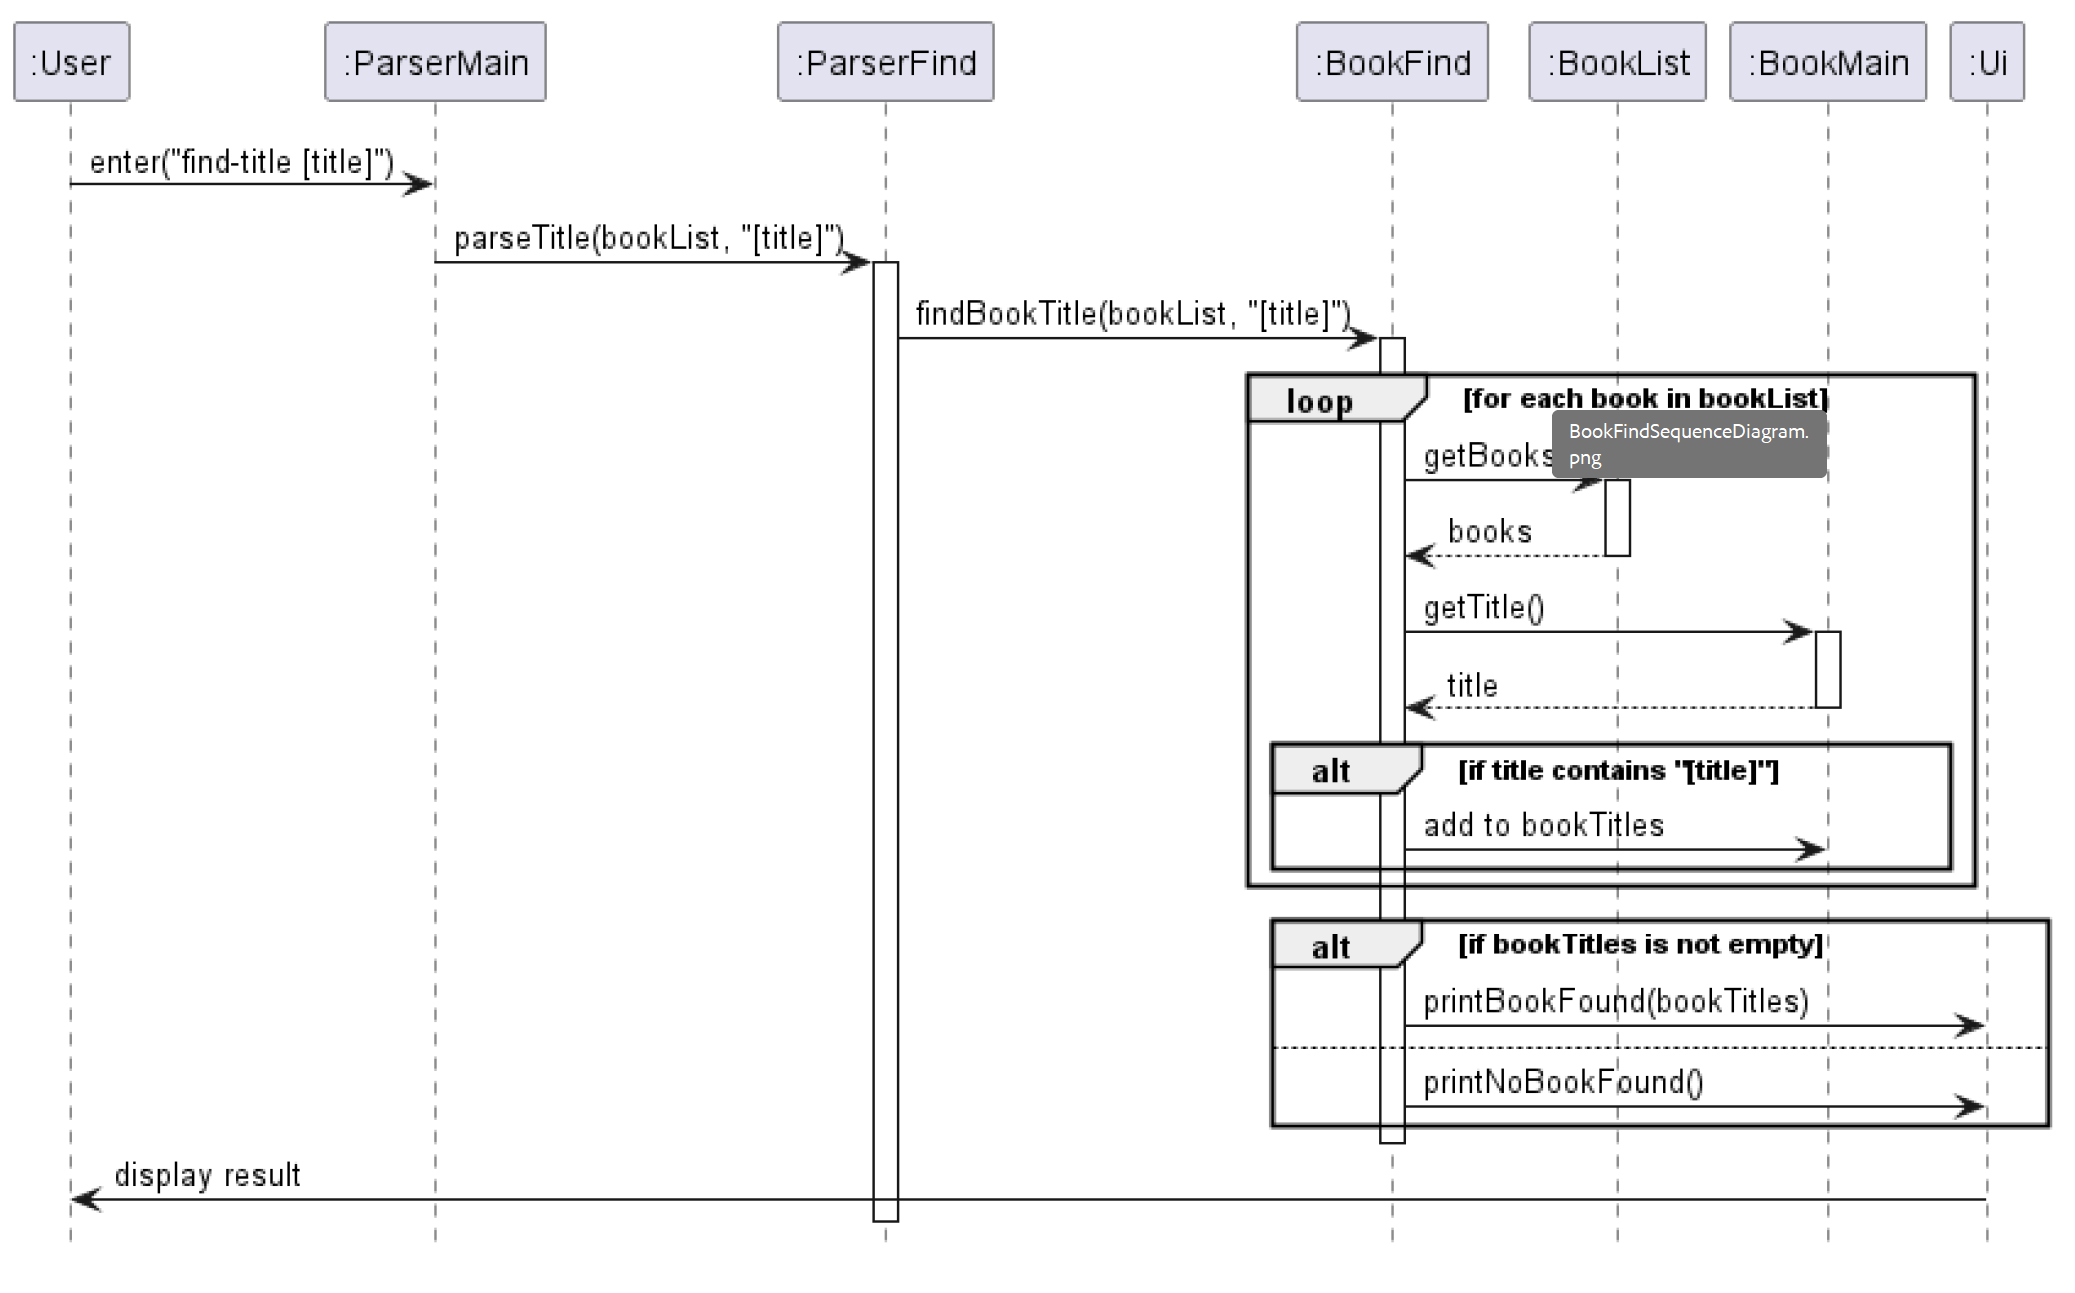 :User :ParserMain :ParserFind :BookFind :BookList :BookMain :Ui
enter("find-title [title]")
parseTitle(bookList, "[title]")
findBookTitle(bookList, "[title]")
loop [for each book in bookList]
BookFindSequenceDiagram.
png
getBooks
books
getTitle()
title
alt [if title contains "[title]"]
add to bookTitles
alt [if bookTitles is not empty]
printBookFound(bookTitles)
printNoBookFound()
display result